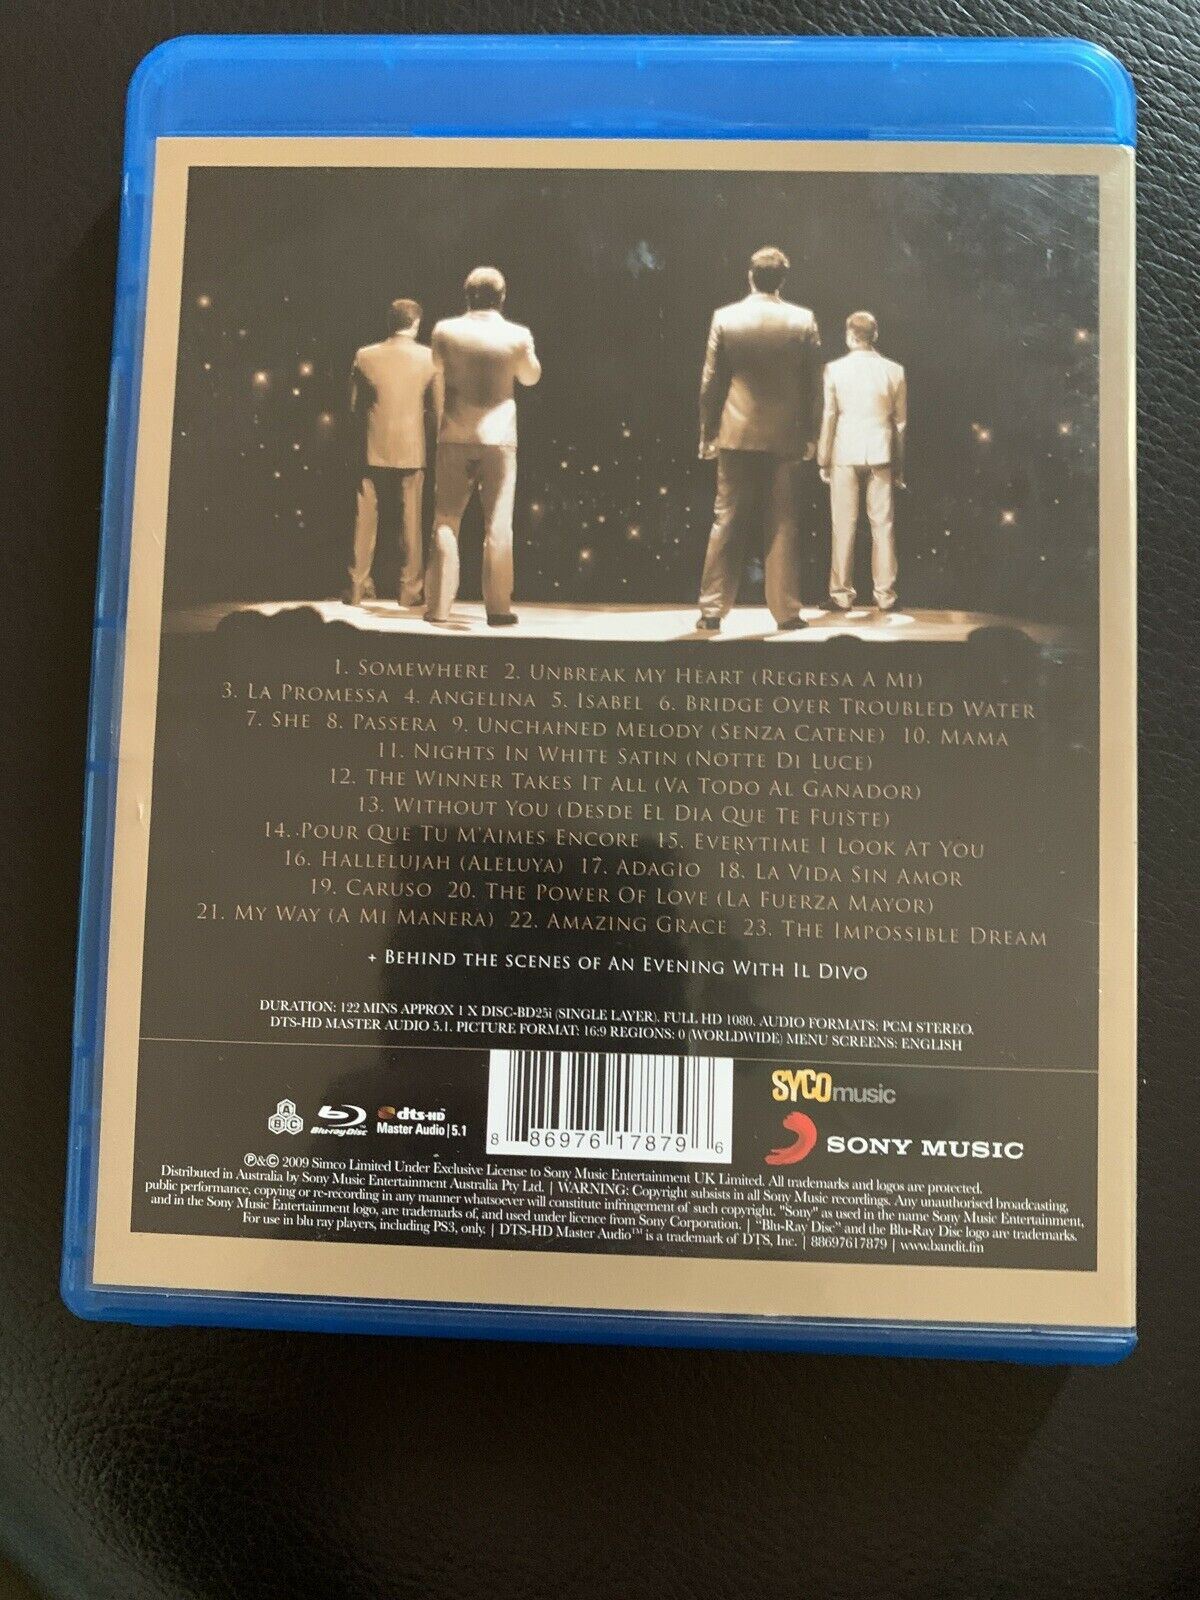 1. SOMEWHERE 2. UNBREAK MY HEART (REGRESA A MI)
3. LA PROMESSA 4. ANGELINA 5. ISABEL 6. BRIDGE OVER TROUBLED WATER
7. SHE 8. PASSERA 9. UNCHAINED MELODY (SENZA CATENE) 10. MAMA
11. NIGHTS IN WHITE SATIN (NOTTE DI LUCE)
12. THE WINNER TAKES IT ALL (VA TODO AL GANADOR)
13. WITHOUT YOU (DESDE EL DIA QUE TE FUISTE)
14. POUR QUE TU M'AIMES ENCORE 15. EVERYTIME I LOOK AT YOU
16. HALLELUJAH (ALELUYA) 17. ADAGIO 18. LA VIDA SIN AMOR
19. CARUSO 20. THE POWER OF LOVE (LA FUERZA MAYOR)
21. MY WAY (A MI MANERA) 22. AMAZING GRACE 23. THE IMPOSSIBLE DREAM
+ BEHIND THE SCENES OF AN EVENING WITH IL DIVO
DURATION: 122 MINS APPROX 1 X DISC-BD25i (SINGLE LAYER). FULL HD 1080. AUDIO FORMATS: PCM STEREO,
DTS-HD MASTER AUDIO 5.1. PICTURE FORMAT: 16:9 REGIONS: 0 (WORLDWIDE) MENU SCREENS: ENGLISH
A B C
Blu-ray Disc™
dts-HD™
Master Audio | 5.1
8 86976 17879 6
SYCOmusic
SONY MUSIC
℗&© 2009 Simco Limited Under Exclusive License to Sony Music Entertainment UK Limited. All trademarks and logos are protected.
Distributed in Australia by Sony Music Entertainment Australia Pty Ltd. | WARNING: Copyright subsists in all Sony Music recordings. Any unauthorised broadcasting,
public performance, copying or re-recording in any manner whatsoever will constitute infringement of such copyright. "Sony" as used in the name Sony Music Entertainment,
and in the Sony Music Entertainment logo, are trademarks of, and used under licence from Sony Corporation. | "Blu-Ray Disc" and the Blu-Ray Disc logo are trademarks.
For use in blu ray players, including PS3, only. | DTS-HD Master Audio™ is a trademark of DTS, Inc. | 88697617879 | www.bandit.fm